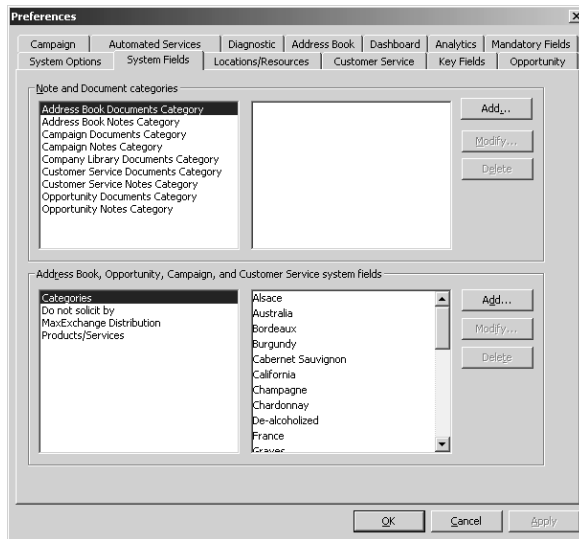 Preferences
Campaign Automated Services Diagnostic Address Book Dashboard Analytics Mandatory Fields
System Options System Fields Locations/Resources Customer Service Key Fields Opportunity
Note and Document categories
Address Book Documents Category
Address Book Notes Category
Campaign Documents Category
Campaign Notes Category
Company Library Documents Category
Customer Service Documents Category
Customer Service Notes Category
Opportunity Documents Category
Opportunity Notes Category
Add...
Modify...
Delete
Address Book, Opportunity, Campaign, and Customer Service system fields
Categories
Do not solicit by
MaxExchange Distribution
Products/Services
Alsace
Australia
Bordeaux
Burgundy
Cabernet Sauvignon
California
Champagne
Chardonnay
De-alcoholized
France
Graves
Add...
Modify...
Delete
OK Cancel Apply